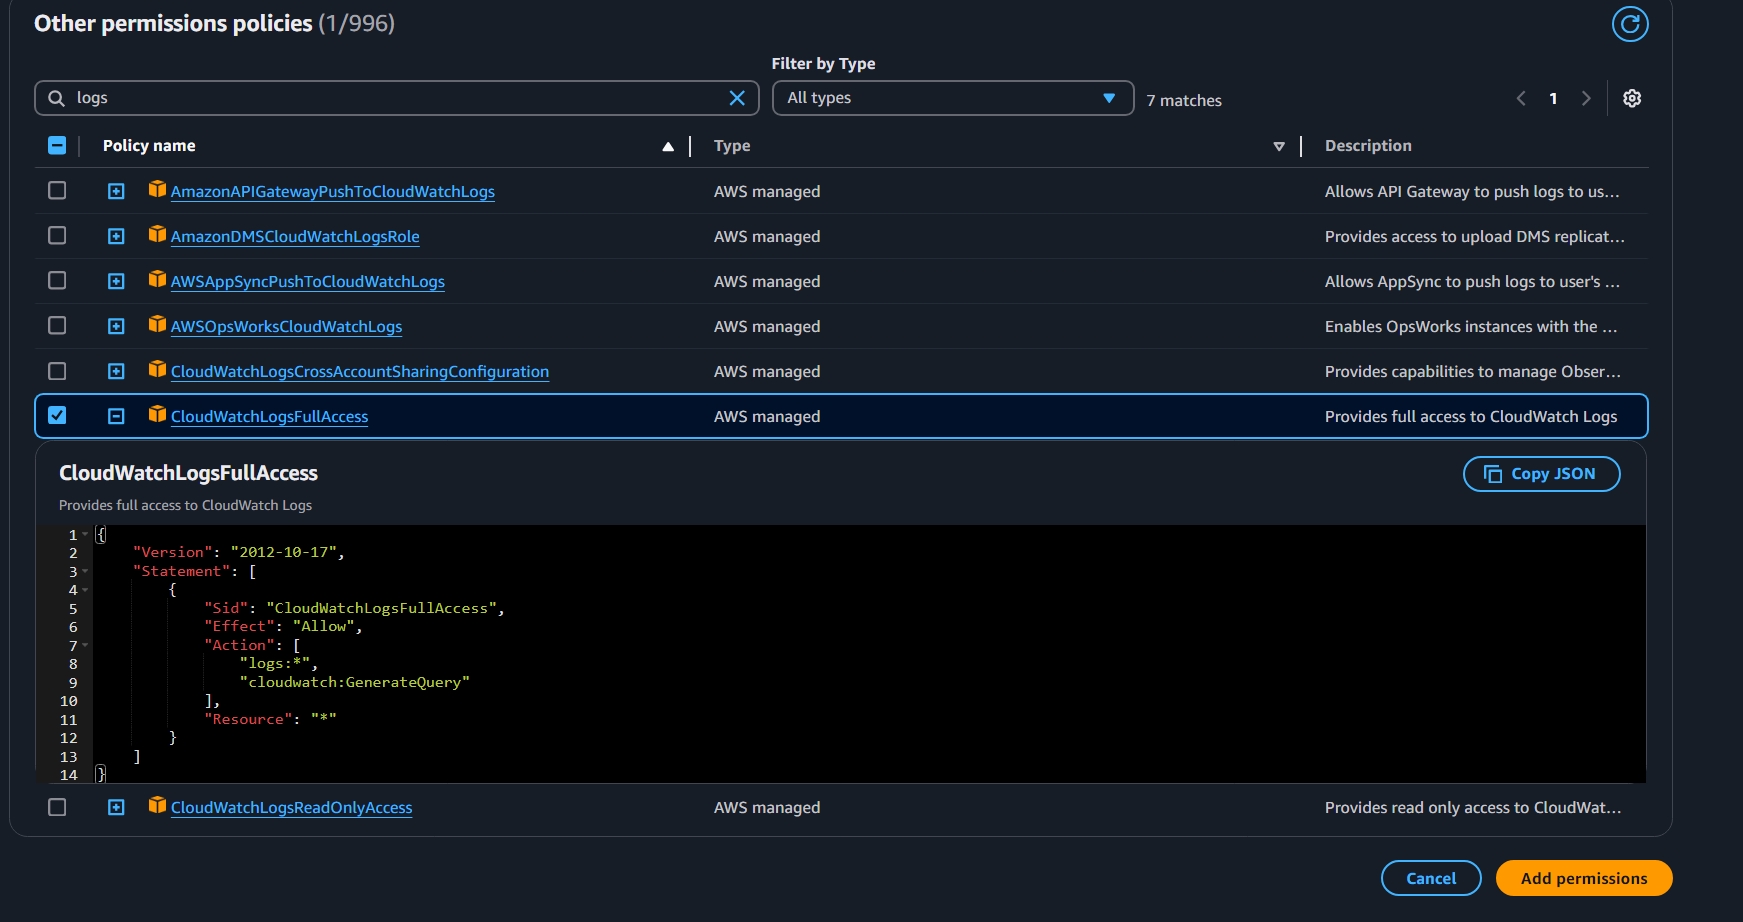 Other permissions policies (1/996)
Filter by Type
logs
All types
7 matches
1
Policy name
Type
Description
AmazonAPIGatewayPushToCloudWatchLogs AWS managed Allows API Gateway to push logs to us...
AmazonDMSCloudWatchLogsRole AWS managed Provides access to upload DMS replicat...
AWSAppSyncPushToCloudWatchLogs AWS managed Allows AppSync to push logs to user's ...
AWSOpsWorksCloudWatchLogs AWS managed Enables OpsWorks instances with the ...
CloudWatchLogsCrossAccountSharingConfiguration AWS managed Provides capabilities to manage Obser...
CloudWatchLogsFullAccess AWS managed Provides full access to CloudWatch Logs
CloudWatchLogsFullAccess
Copy JSON
Provides full access to CloudWatch Logs
1 {
2 "Version": "2012-10-17",
3 "Statement": [
4 {
5 "Sid": "CloudWatchLogsFullAccess",
6 "Effect": "Allow",
7 "Action": [
8 "logs:*",
9 "cloudwatch:GenerateQuery"
10 ],
11 "Resource": "*"
12 }
13 ]
14 }
CloudWatchLogsReadOnlyAccess AWS managed Provides read only access to CloudWat...
Cancel
Add permissions